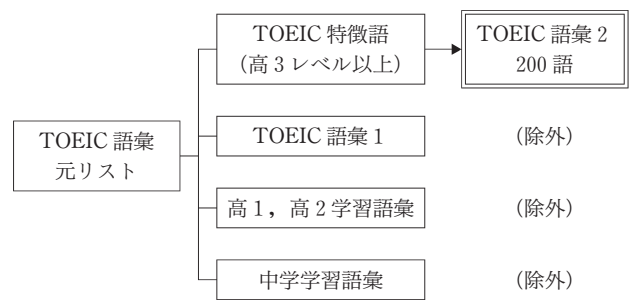 TOEIC 特徴語
(高3レベル以上)
TOEIC 語彙 2
200 語
TOEIC 語彙
元リスト
TOEIC 語彙 1
(除外)
高1，高2学習語彙
(除外)
中学学習語彙
(除外)